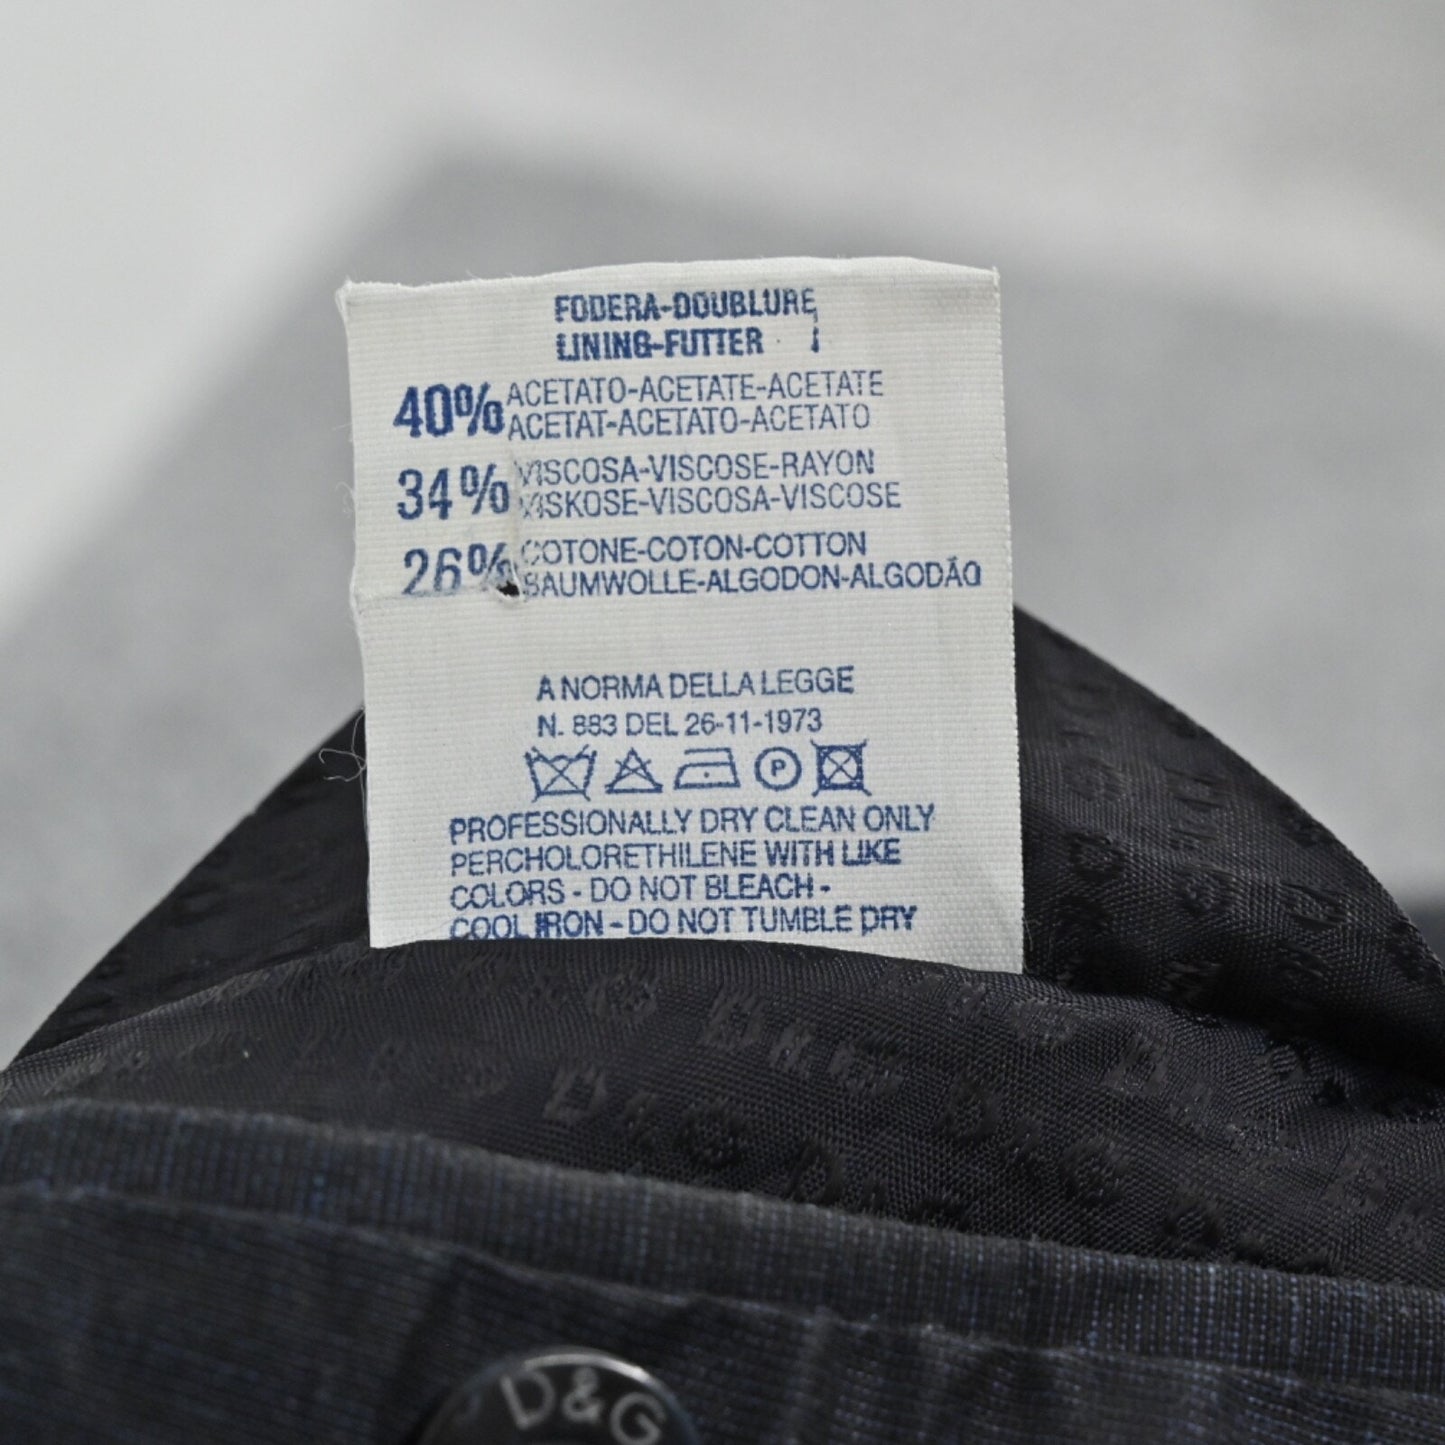 FODERA-DOUBLURE
LINING-FUTTER
40% ACETATO-ACETATE-ACETATE
ACETAT-ACETATO-ACETATO
34% VISCOSA-VISCOSE-RAYON
VISKOSE-VISCOSA-VISCOSE
26% COTONE-COTON-COTTON
BAUMWOLLE-ALGODON-ALGODÃO
A NORMA DELLA LEGGE
N. 883 DEL 26-11-1973
P
PROFESSIONALLY DRY CLEAN ONLY
PERCHOLORETHILENE WITH LIKE
COLORS - DO NOT BLEACH -
COOL IRON - DO NOT TUMBLE DRY
D&G
D&G